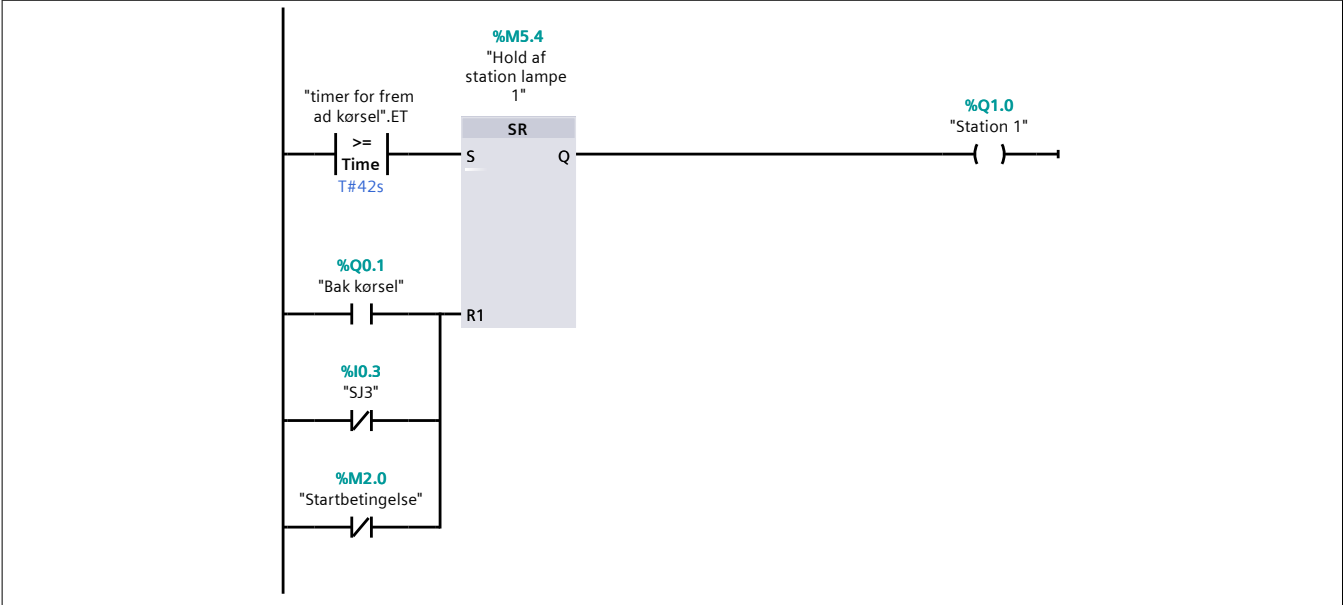 %M5.4
"Hold af
station lampe
1"
"timer for frem
ad kørsel".ET
%Q1.0
"Station 1"
SR
>=
Time
S
Q
T#42s
%Q0.1
"Bak kørsel"
R1
%I0.3
"SJ3"
%M2.0
"Startbetingelse"